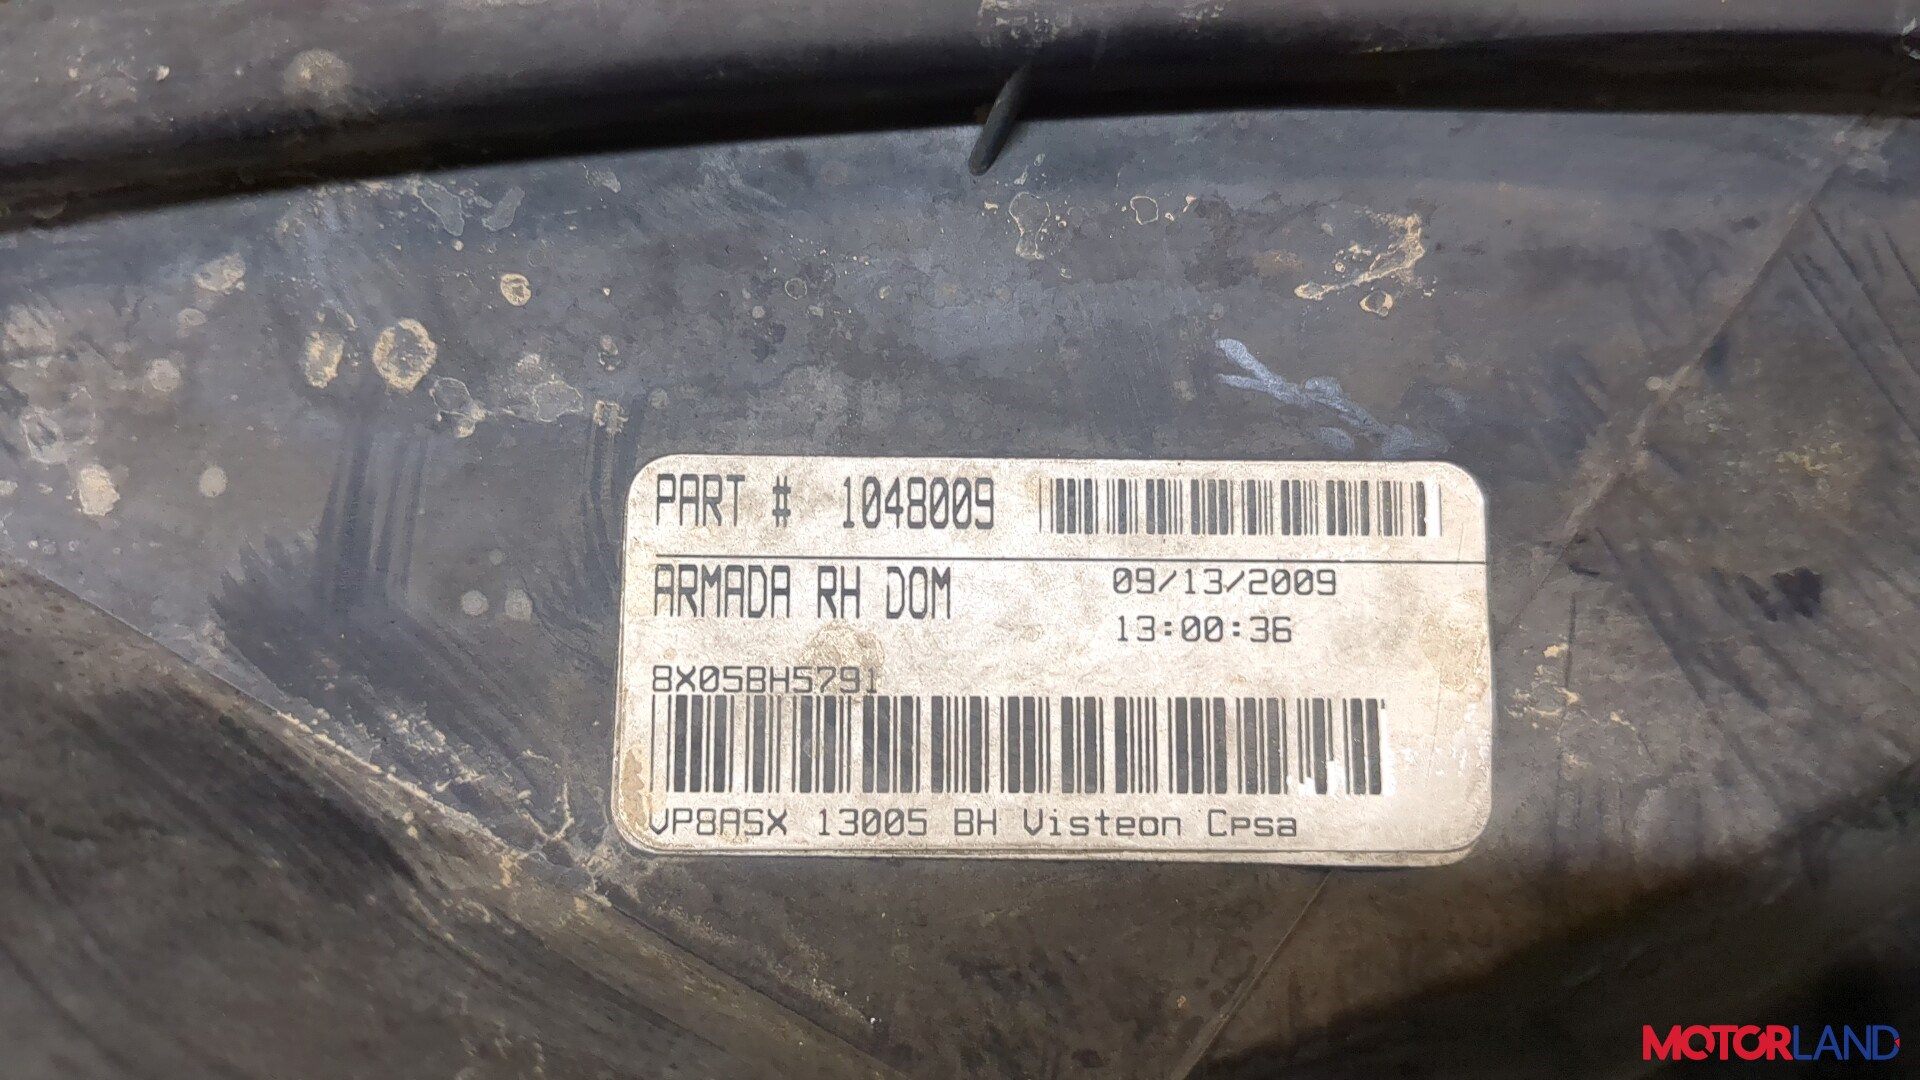 PART # 1048009
ARMADA RH DOM
09/13/2009
13:00:36
8X05BH5791
VP8A5X 13005 BH Visteon Cpsa
MOTORLAND